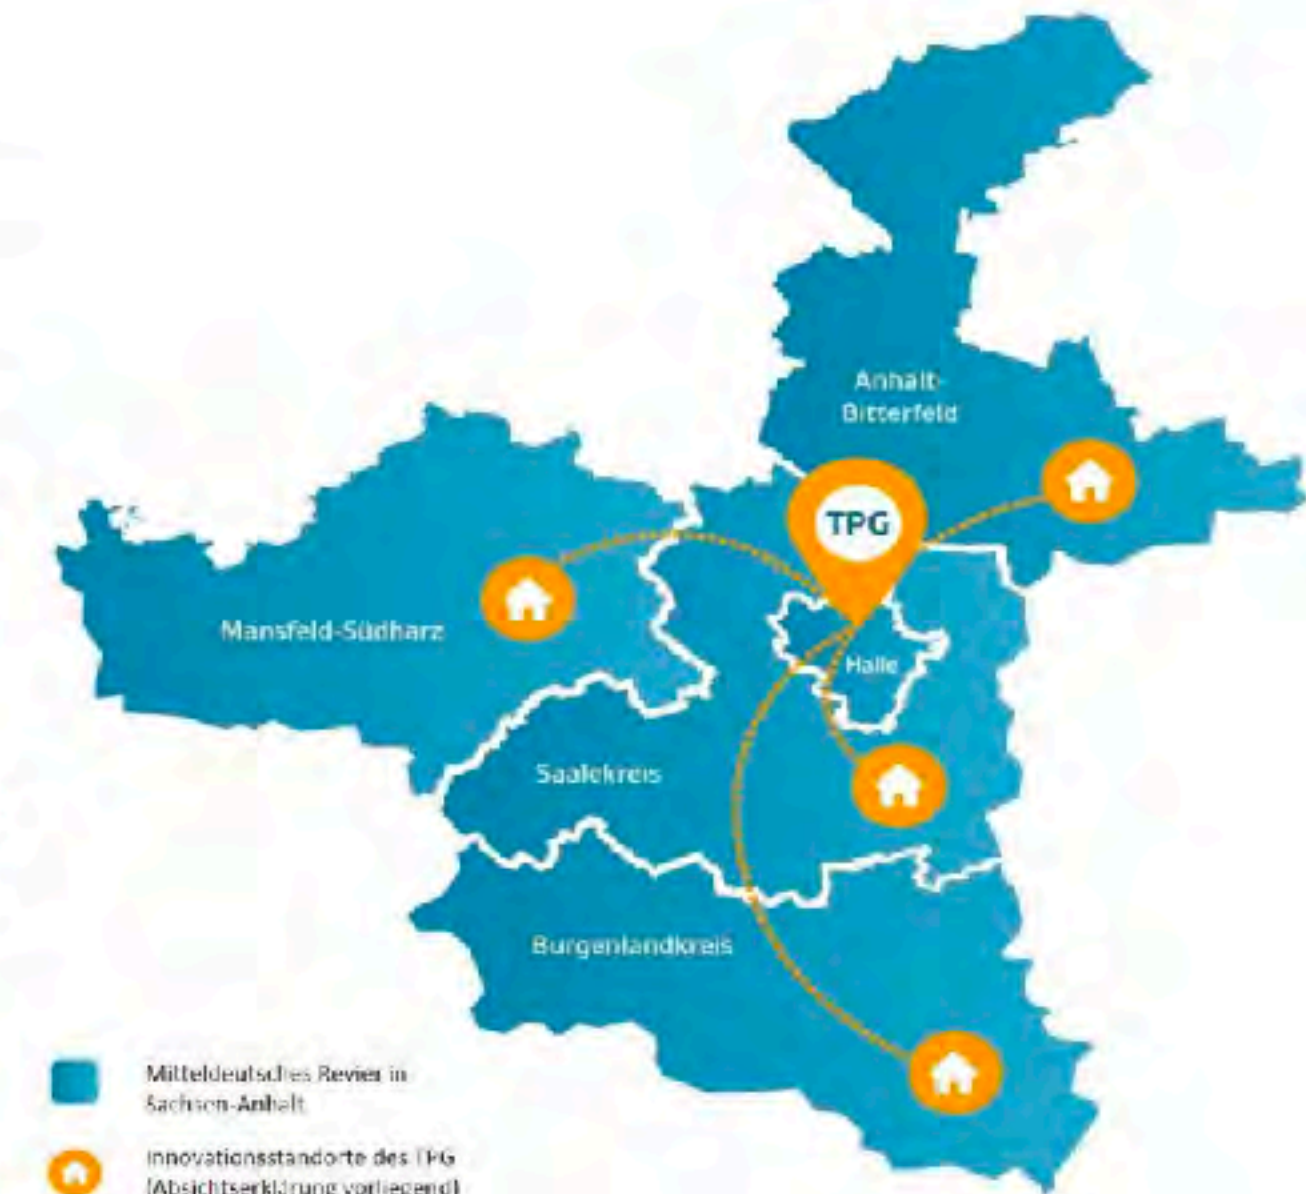 Anhalt-
Bitterfeld
TPG
Mansfeld-Südharz
Halle
Saalekreis
Burgenlandkreis
Mitteldeutsches Revier in
Sachsen-Anhalt
Innovationsstandorte des TPG
(Absichtserklärung vorliegend)